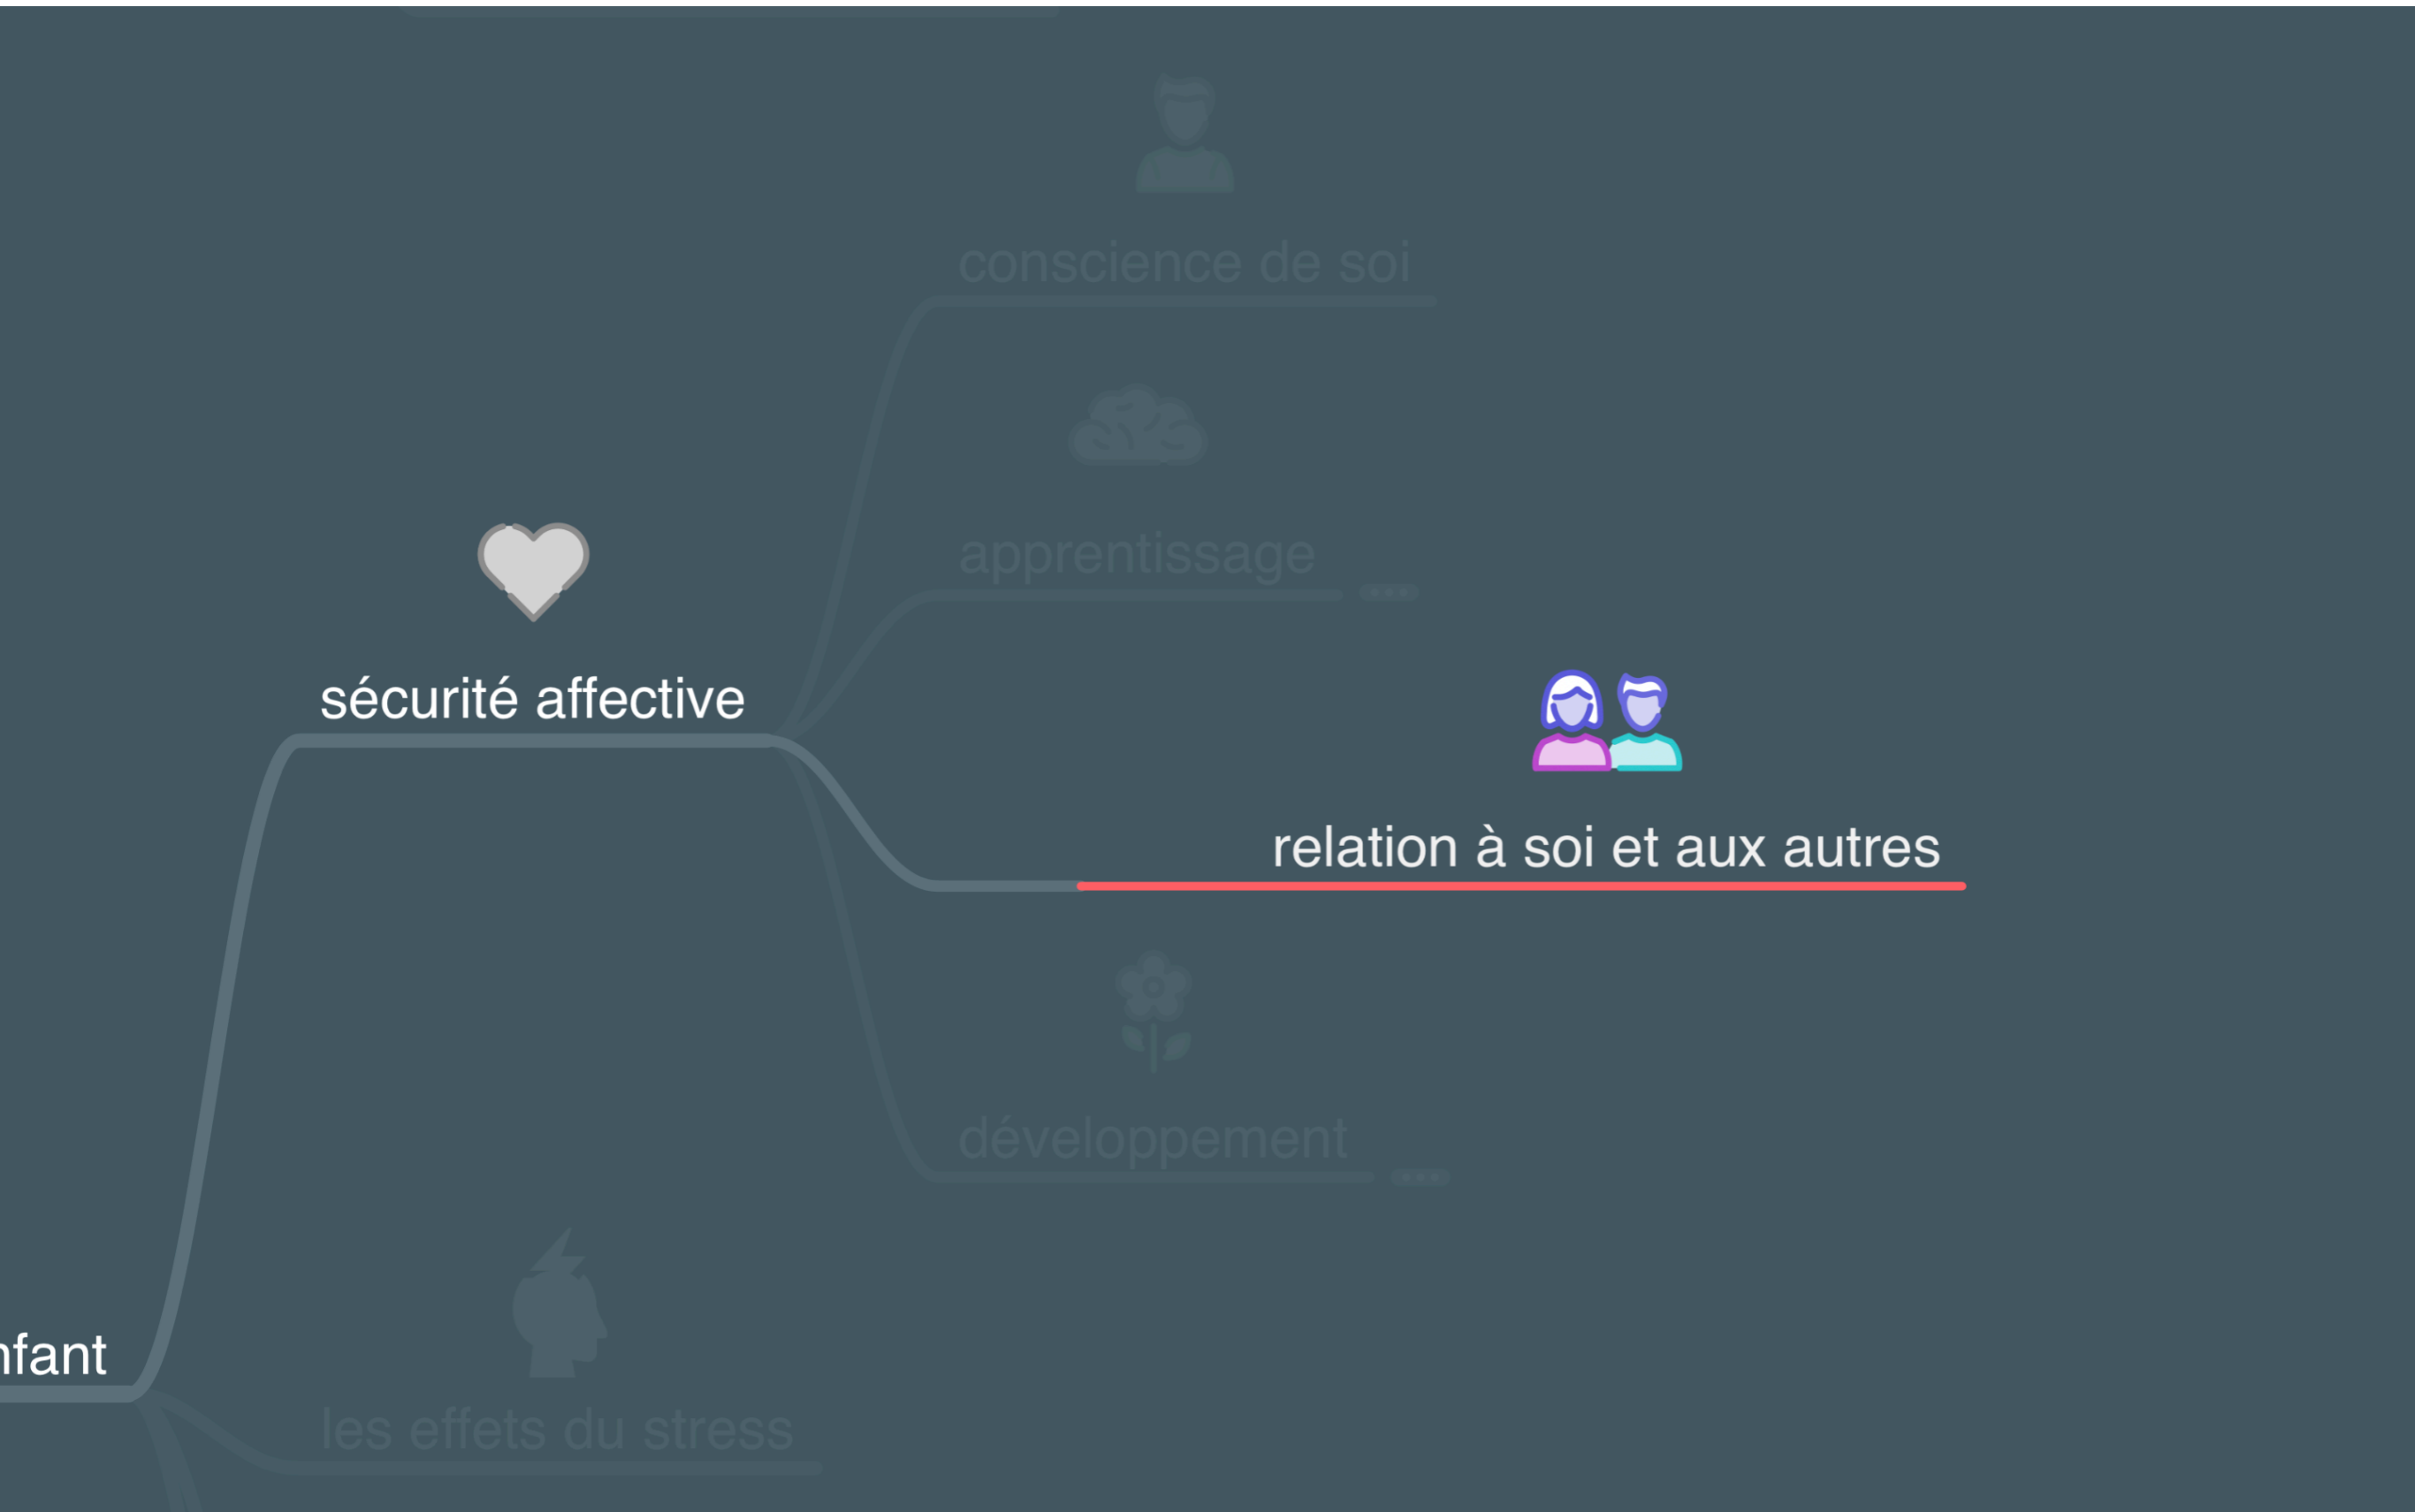 conscience de soi
apprentissage
sécurité affective
relation à soi et aux autres
développement
nfant
les effets du stress